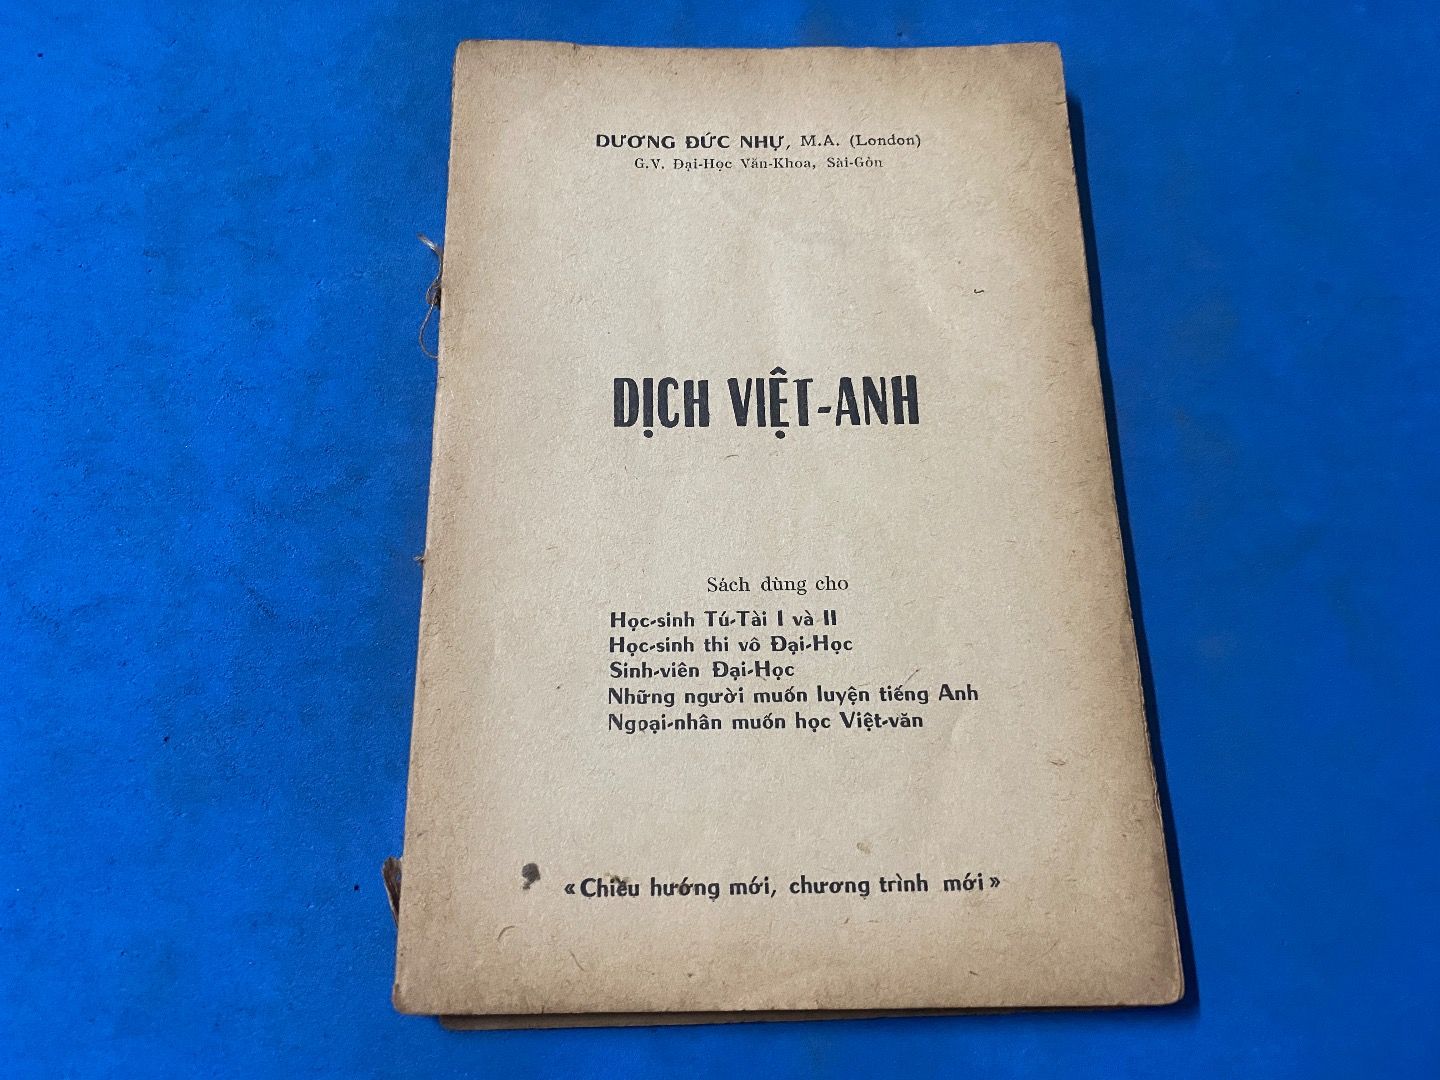 DƯƠNG ĐỨC NHỰ, M.A. (London)
G.V. Đại-Học Văn-Khoa, Sài-Gòn
DỊCH VIỆT-ANH
Sách dùng cho
Học-sinh Tú-Tài I và II
Học-sinh thi vô Đại-Học
Sinh-viên Đại-Học
Những người muốn luyện tiếng Anh
Ngoại-nhân muốn học Việt-văn
«Chiều hướng mới, chương trình mới»